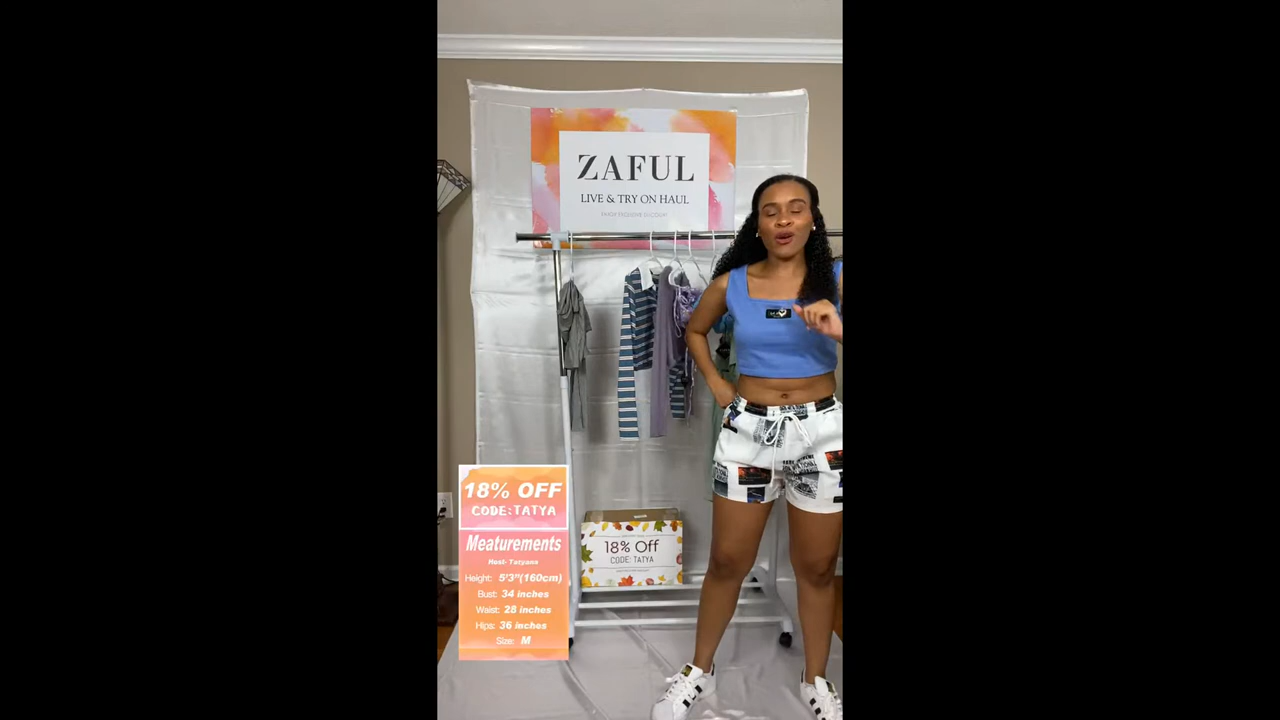 ZAFUL
LIVE & TRY ON HAUL
18% OFF
CODE:TATYA
Meaturements
Host- Tatyana
Height: 5'3"(160cm)
Bust: 34 inches
Waist: 28 inches
Hips: 36 inches
Size: M
18% Off
CODE: TATYA